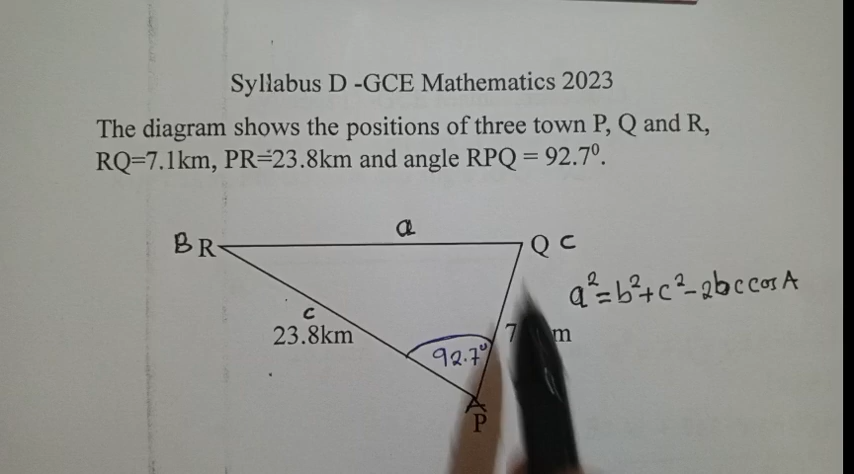 Syllabus D -GCE Mathematics 2023
The diagram shows the positions of three town P, Q and R,
RQ=7.1km, PR=23.8km and angle RPQ = 92.7⁰.
a
B R
Q C
a²=b²+c²-2bc cos A
c
23.8km
7 m
92.7⁰
A
P